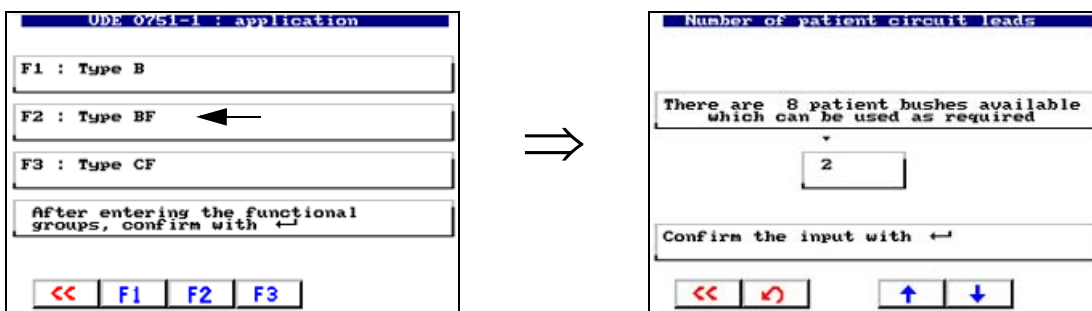 UDE 0751-1 : application
F1 : Type B
F2 : Type BF
F3 : Type CF
After entering the functional
groups, confirm with ↵
<< F1 F2 F3
⇒
Number of patient circuit leads
There are 8 patient bushes available
which can be used as required
2
Confirm the input with ↵
<< ↶ ↑ ↓